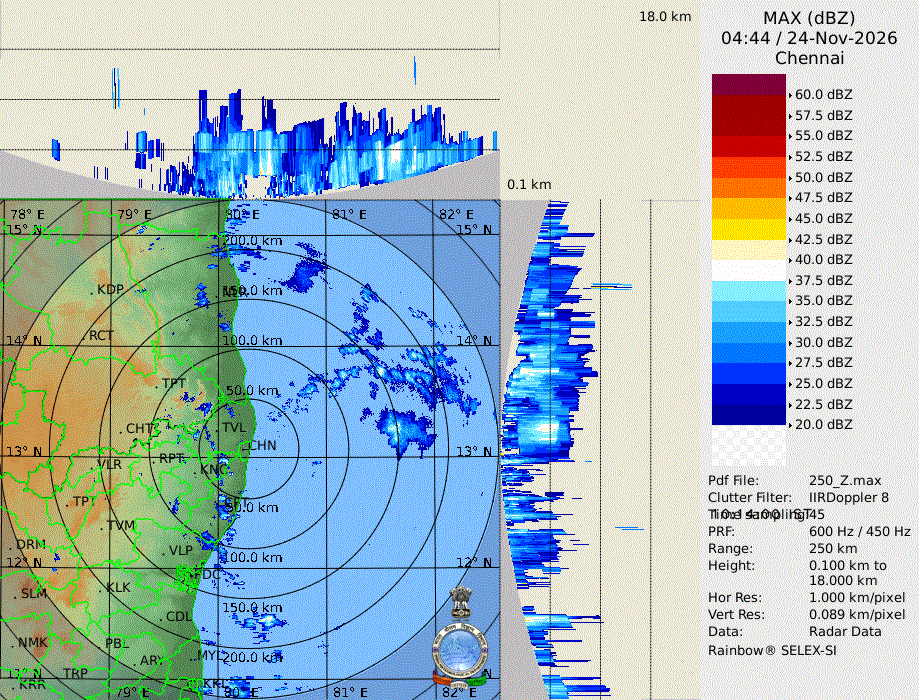 18.0 km
0.1 km
MAX (dBZ)
04:44 / 24-Nov-2026
Chennai
60.0 dBZ
57.5 dBZ
55.0 dBZ
52.5 dBZ
50.0 dBZ
47.5 dBZ
45.0 dBZ
42.5 dBZ
40.0 dBZ
37.5 dBZ
35.0 dBZ
32.5 dBZ
30.0 dBZ
27.5 dBZ
25.0 dBZ
22.5 dBZ
20.0 dBZ
Pdf File: 250_Z.max
Clutter Filter: IIRDoppler 8
Time sampling:45
PRF: 600 Hz / 450 Hz
Range: 250 km
Height: 0.100 km to
18.000 km
Hor Res: 1.000 km/pixel
Vert Res: 0.089 km/pixel
Data: Radar Data
Rainbow® SELEX-SI
78° E 79° E 80° E 81° E 82° E
15° N 15° N
200.0 km
KDP
150.0 km
14° N 14° N
RCT
100.0 km
TPT
50.0 km
CHT TVL
CHN
13° N 13° N
VLR RPT KNC
TPT
50.0 km
TVM
DRM VLP
100.0 km
12° N 12° N
PDC
SLM KLK
150.0 km
CDL
NMK PBL
ARY MYL 200.0 km
TRP
KRR KKL
79° E 80° E 81° E 82° E